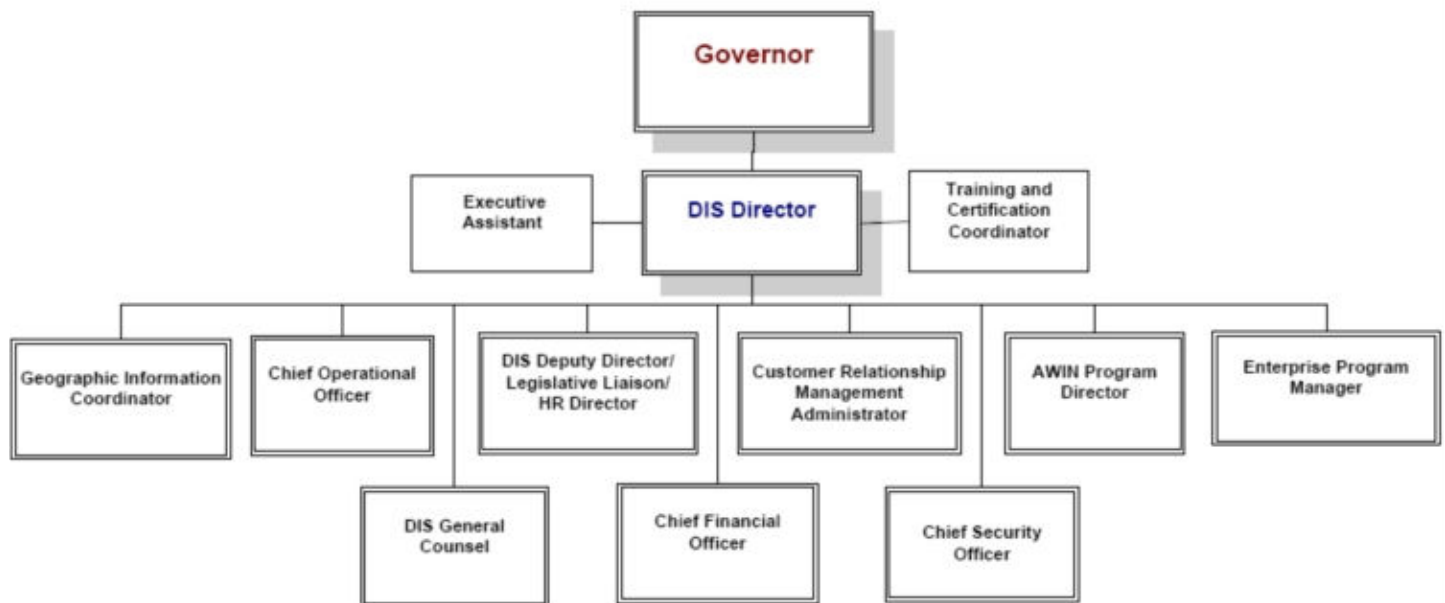 Governor
Executive
Assistant
DIS Director
Training and
Certification
Coordinator
Geographic Information
Coordinator
Chief Operational
Officer
DIS Deputy Director/
Legislative Liaison/
HR Director
Customer Relationship
Management
Administrator
AWIN Program
Director
Enterprise Program
Manager
DIS General
Counsel
Chief Financial
Officer
Chief Security
Officer